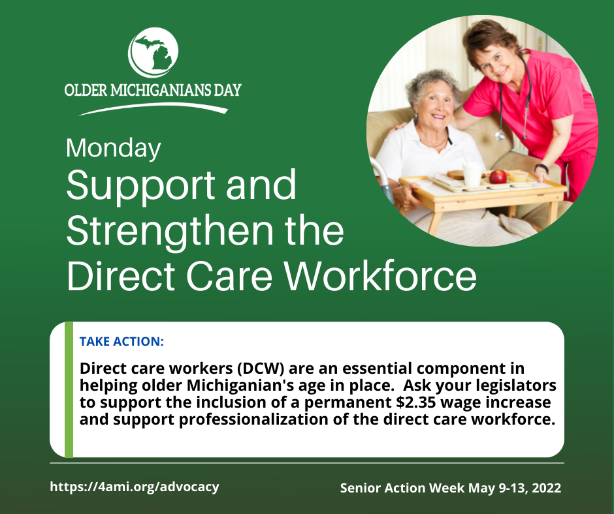 OLDER MICHIGANIANS DAY
Monday
Support and
Strengthen the
Direct Care Workforce
TAKE ACTION:
Direct care workers (DCW) are an essential component in
helping older Michiganian's age in place.  Ask your legislators
to support the inclusion of a permanent $2.35 wage increase
and support professionalization of the direct care workforce.
https://4ami.org/advocacy
Senior Action Week May 9-13, 2022